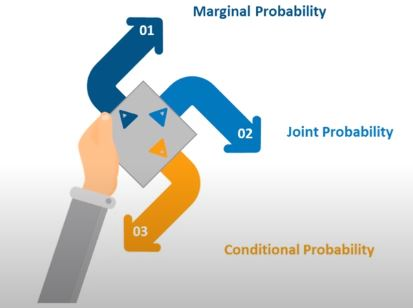 01
Marginal Probability
02
Joint Probability
03
Conditional Probability